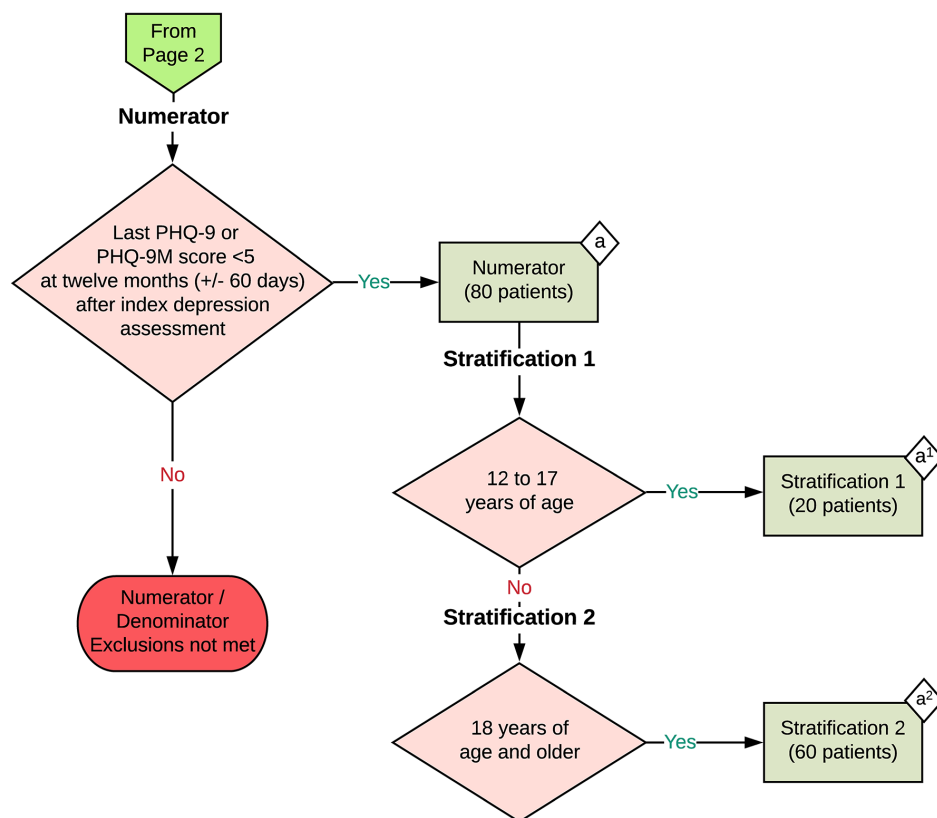 From
Page 2
Numerator
Last PHQ-9 or
PHQ-9M score <5
at twelve months (+/- 60 days)
after index depression
assessment
Yes
a
Numerator
(80 patients)
Stratification 1
No
12 to 17
years of age
Yes
a¹
Stratification 1
(20 patients)
No
Numerator /
Denominator
Exclusions not met
Stratification 2
18 years of
age and older
Yes
a²
Stratification 2
(60 patients)